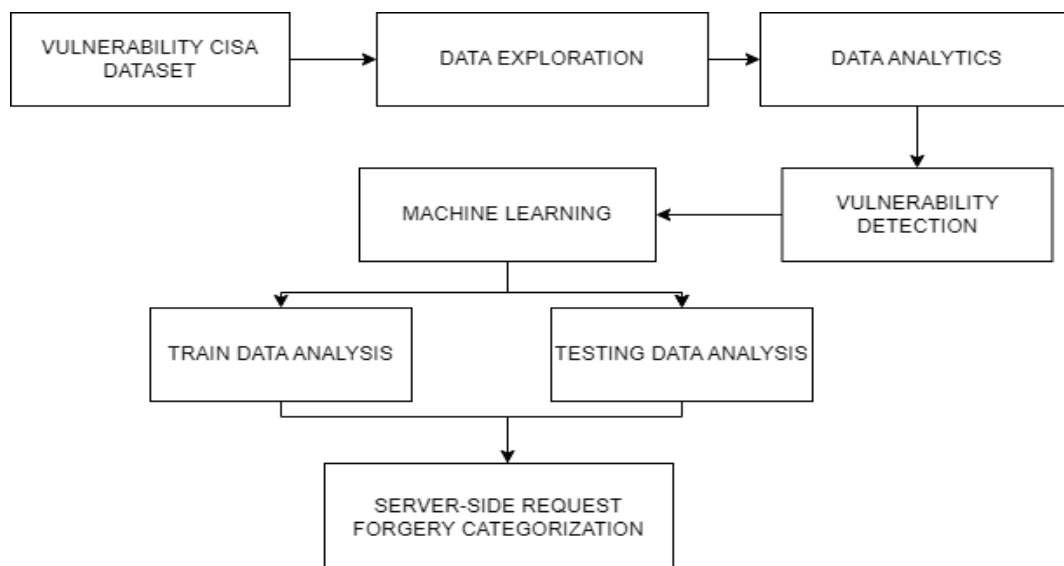 VULNERABILITY CISA
DATASET
DATA EXPLORATION
DATA ANALYTICS
VULNERABILITY
DETECTION
MACHINE LEARNING
TRAIN DATA ANALYSIS
TESTING DATA ANALYSIS
SERVER-SIDE REQUEST
FORGERY CATEGORIZATION